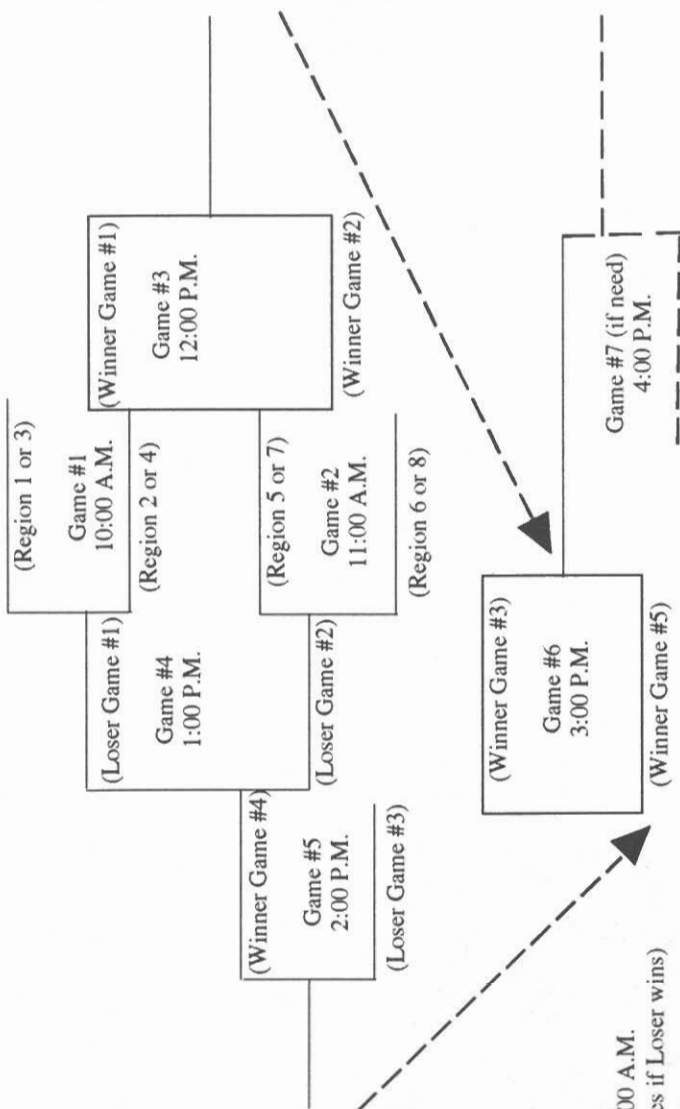 (Region 1 or 3)
Game #1
10:00 A.M.
(Region 2 or 4)
(Winner Game #1)
Game #3
12:00 P.M.
(Winner Game #2)
(Region 5 or 7)
Game #2
11:00 A.M.
(Region 6 or 8)
(Loser Game #1)
Game #4
1:00 P.M.
(Loser Game #2)
(Winner Game #4)
Game #5
2:00 P.M.
(Loser Game #3)
(Winner Game #3)
Game #6
3:00 P.M.
(Winner Game #5)
Game #7 (if need)
4:00 P.M.
00 A.M.
if Loser wins)